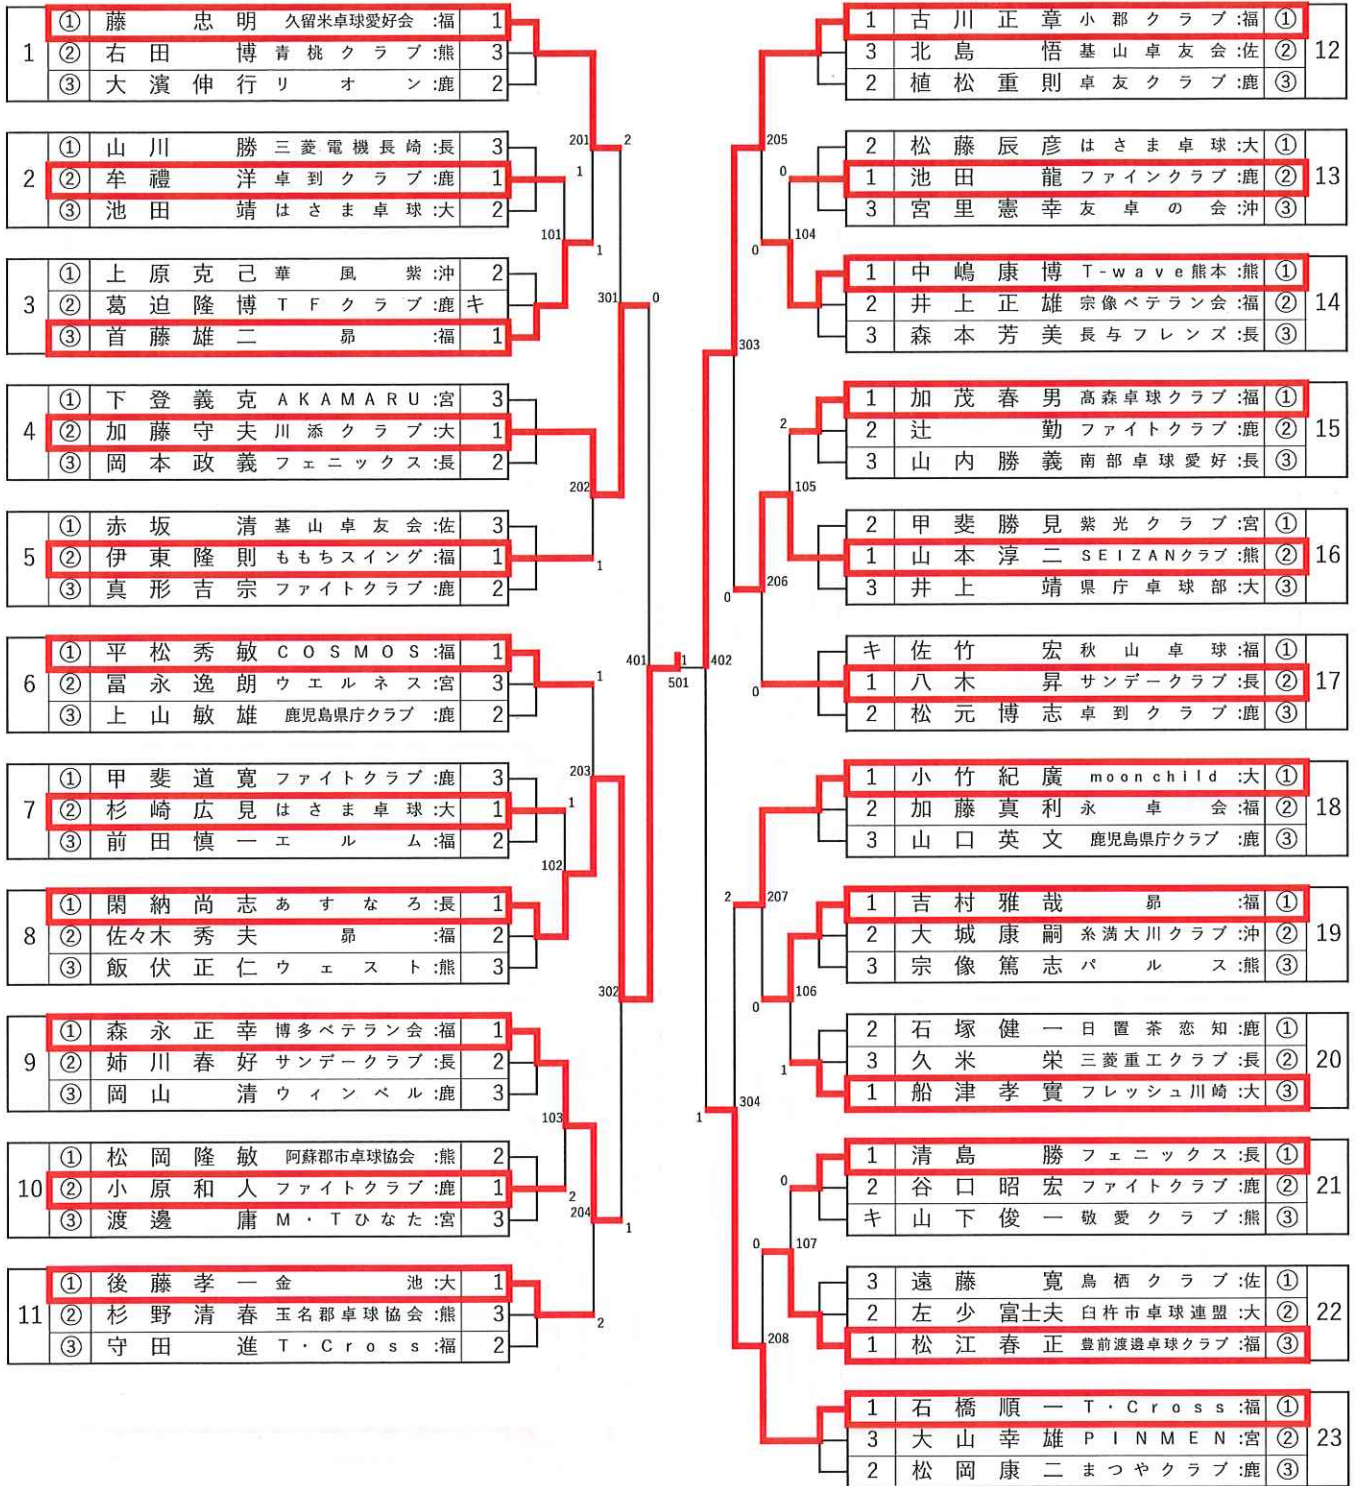 1
① 藤 忠明 久留米卓球愛好会 :福 1
② 右田 博 青桃クラブ :熊 3
③ 大濱伸行 リオン :鹿 2
2
① 山川 勝 三菱電機長崎 :長 3
② 牟禮 洋 卓到クラブ :鹿 1
③ 池田 靖 はさま卓球 :大 2
3
① 上原克己 華風紫 :沖 2
② 葛迫隆博 TFクラブ :鹿 キ
③ 首藤雄二 昴 :福 1
4
① 下登義克 AKAMARU :宮 3
② 加藤守夫 川添クラブ :大 1
③ 岡本政義 フェニックス :長 2
5
① 赤坂 清 基山卓友会 :佐 3
② 伊東隆則 ももちスイング :福 1
③ 真形吉宗 ファイトクラブ :鹿 2
6
① 平松秀敏 COSMOS :福 1
② 冨永逸朗 ウエルネス :宮 3
③ 上山敏雄 鹿児島県庁クラブ :鹿 2
7
① 甲斐道寛 ファイトクラブ :鹿 3
② 杉崎広見 はさま卓球 :大 1
③ 前田慎一 エルム :福 2
8
① 閑納尚志 あすなろ :長 1
② 佐々木秀夫 昴 :福 2
③ 飯伏正仁 ウェスト :熊 3
9
① 森永正幸 博多ベテラン会 :福 1
② 姉川春好 サンデークラブ :長 2
③ 岡山 清 ウィンベル :鹿 3
10
① 松岡隆敏 阿蘇郡市卓球協会 :熊 2
② 小原和人 ファイトクラブ :鹿 1
③ 渡邊 庸 M・Tひなた :宮 3
11
① 後藤孝一 金池 :大 1
② 杉野清春 玉名郡卓球協会 :熊 3
③ 守田 進 T・Cross :福 2
201 2
1
101
1
301 0
202
1
1
203
1
102
302
103
2
204
1
2
401
1
501
402
205
0
104
0
303
2
105
206
0
0
2
207
0
106
1
304
1
0
0
107
208
1 古川正章 小郡クラブ :福 ①
3 北島 悟 基山卓友会 :佐 ②
2 植松重則 卓友クラブ :鹿 ③
12
2 松藤辰彦 はさま卓球 :大 ①
1 池田 龍 ファインクラブ :鹿 ②
3 宮里憲幸 友卓の会 :沖 ③
13
1 中嶋康博 T-wave熊本 :熊 ①
2 井上正雄 宗像ベテラン会 :福 ②
3 森本芳美 長与フレンズ :長 ③
14
1 加茂春男 髙森卓球クラブ :福 ①
2 辻 勤 ファイトクラブ :鹿 ②
3 山内勝義 南部卓球愛好 :長 ③
15
2 甲斐勝見 紫光クラブ :宮 ①
1 山本淳二 SEIZANクラブ :熊 ②
3 井上 靖 県庁卓球部 :大 ③
16
キ 佐竹 宏 秋山卓球 :福 ①
1 八木 昇 サンデークラブ :長 ②
2 松元博志 卓到クラブ :鹿 ③
17
1 小竹紀廣 moon child :大 ①
2 加藤真利 永卓会 :福 ②
3 山口英文 鹿児島県庁クラブ :鹿 ③
18
1 吉村雅哉 昴 :福 ①
2 大城康嗣 糸満大川クラブ :沖 ②
3 宗像篤志 パルス :熊 ③
19
2 石塚健一 日置茶恋知 :鹿 ①
3 久米 栄 三菱重工クラブ :長 ②
1 船津孝實 フレッシュ川崎 :大 ③
20
1 清島 勝 フェニックス :長 ①
2 谷口昭宏 ファイトクラブ :鹿 ②
キ 山下俊一 敬愛クラブ :熊 ③
21
3 遠藤 寛 鳥栖クラブ :佐 ①
2 左少富士夫 臼杵市卓球連盟 :大 ②
1 松江春正 豊前渡邊卓球クラブ :福 ③
22
1 石橋順一 T・Cross :福 ①
3 大山幸雄 PINMEN :宮 ②
2 松岡康二 まつやクラブ :鹿 ③
23